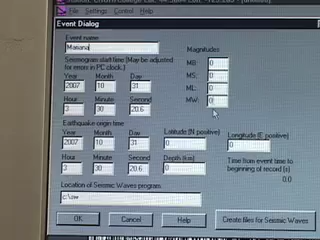 File Settings Control Help
Event Dialog
Event name
Mariana
Magnitudes
Seismogram start time (May be adjusted
for error in PC clock.)
MB: 0
MS: 0
ML: 0
MW: 0
Year Month Day
2007 10 31
Hour Minute Second
3 30 20.6
Earthquake origin time
Year Month Day
2007 10 31
Latitude (N positive)
0
Longitude (E positive)
0
Hour Minute Second
3 30 20.6
Depth (km)
0
Time from event time to
beginning of record (s)
0.0
Location of Seismic Waves program
c:\sw
OK Cancel Help Create files for Seismic Waves